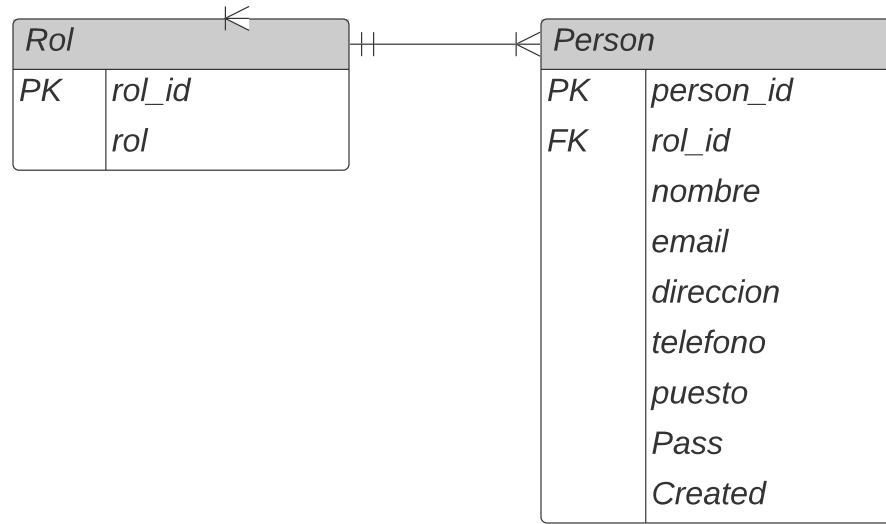 Rol
PK rol_id
rol
Person
PK person_id
FK rol_id
nombre
email
direccion
telefono
puesto
Pass
Created